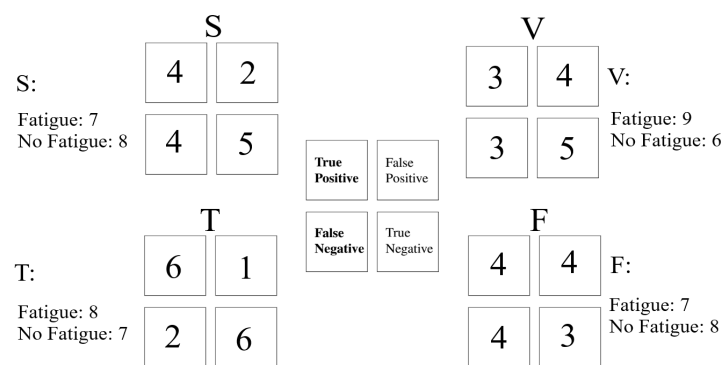 S
4 2
4 5
S:
Fatigue: 7
No Fatigue: 8
V
3 4
3 5
V:
Fatigue: 9
No Fatigue: 6
True Positive
False Positive
False Negative
True Negative
T
6 1
2 6
T:
Fatigue: 8
No Fatigue: 7
F
4 4
4 3
F:
Fatigue: 7
No Fatigue: 8